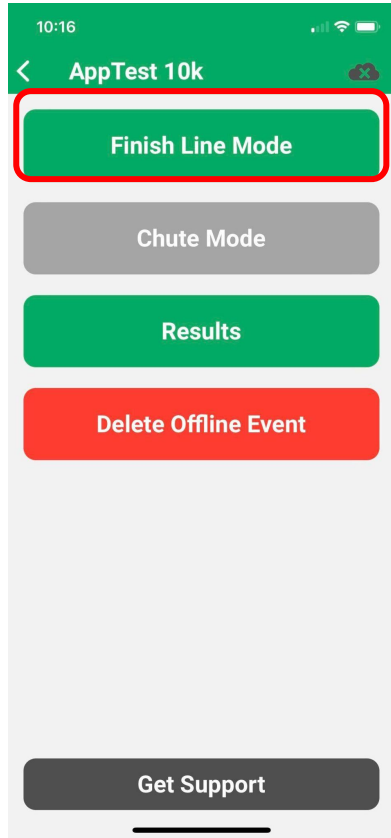 10:16
AppTest 10k
Finish Line Mode
Chute Mode
Results
Delete Offline Event
Get Support